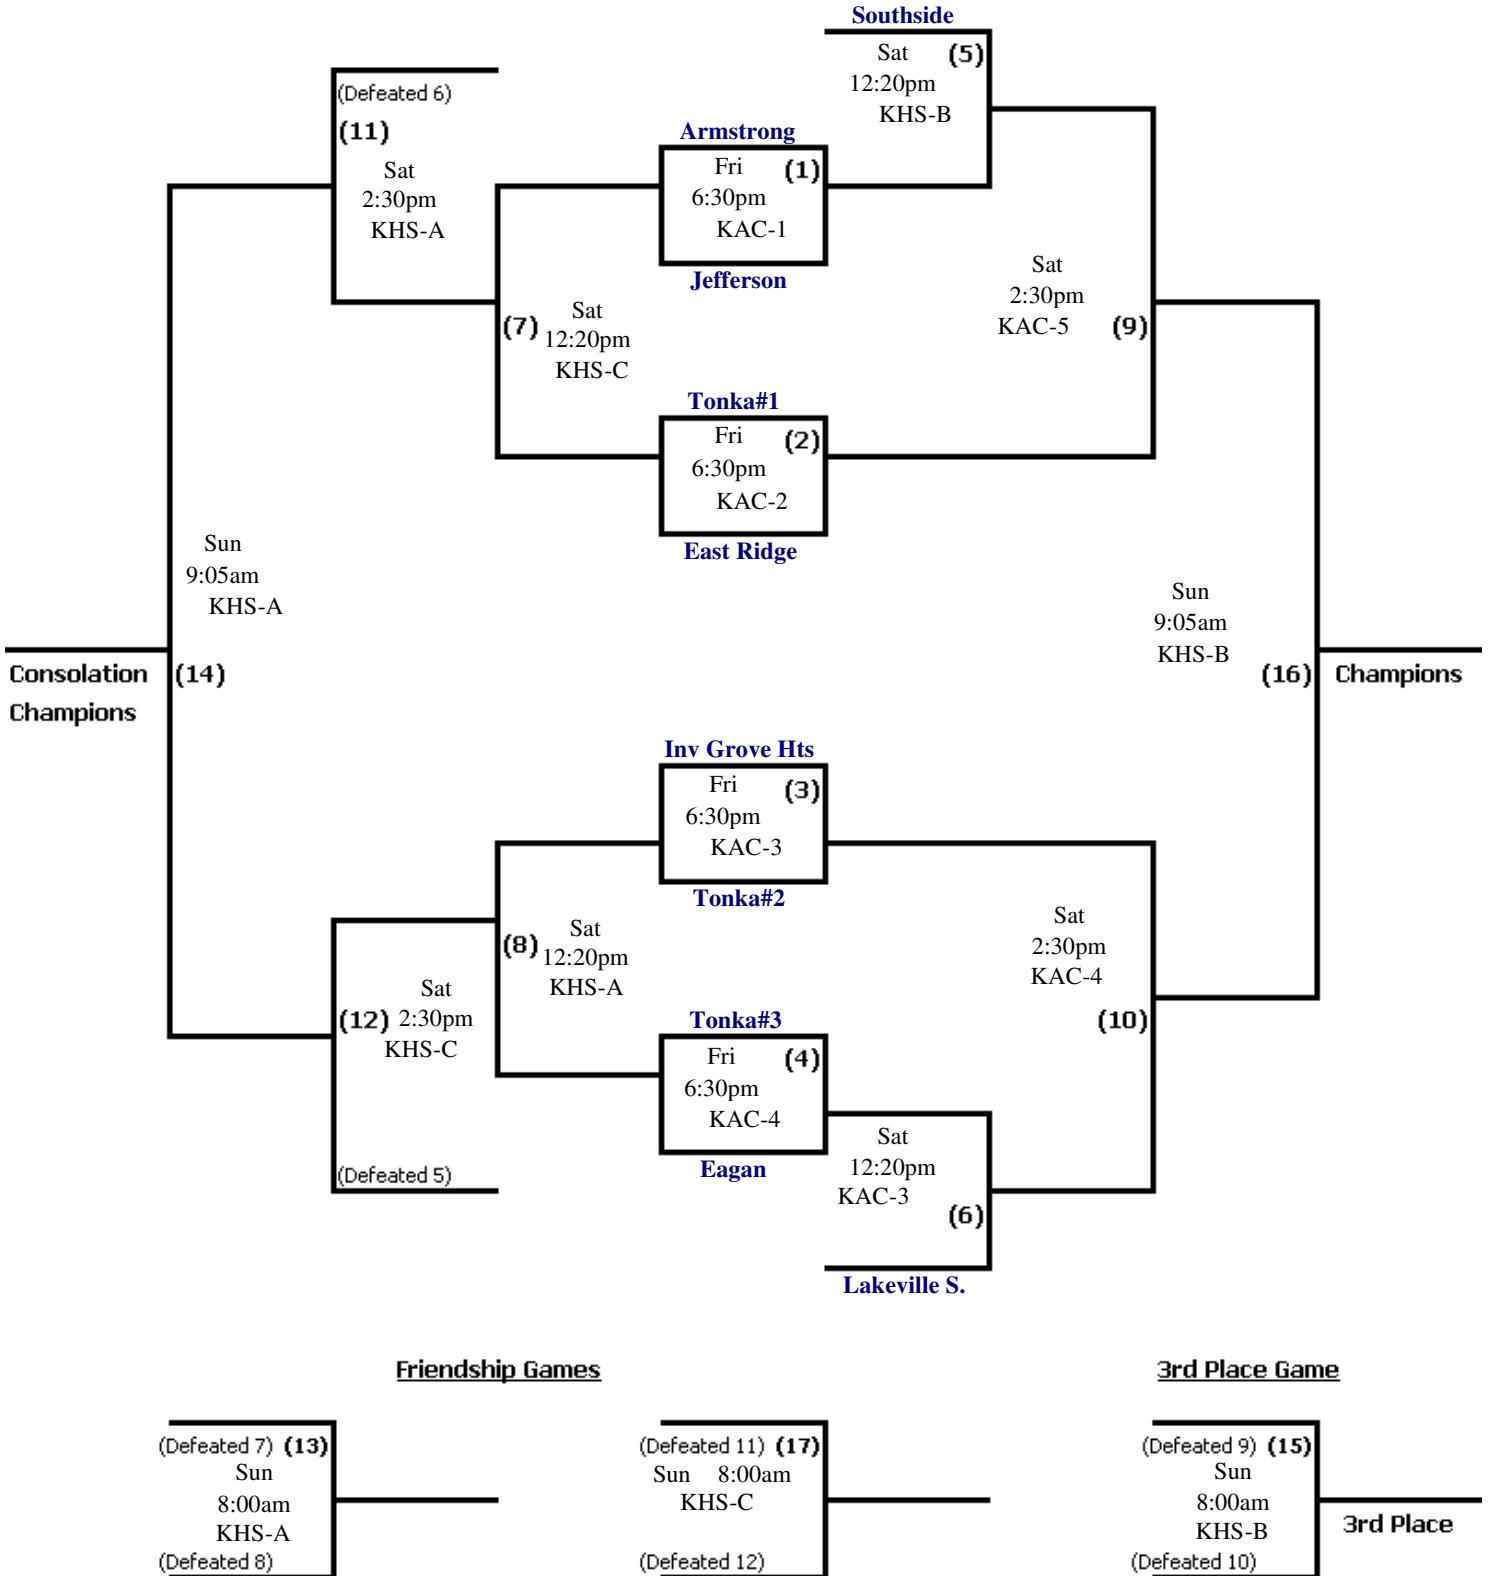 Southside
Sat (5)
12:20pm
KHS-B
(Defeated 6)
(11)
Sat
2:30pm
KHS-A
Armstrong
Fri (1)
6:30pm
KAC-1
Jefferson
Sat
2:30pm
KAC-5 (9)
Sat
(7) 12:20pm
KHS-C
Tonka#1
Fri (2)
6:30pm
KAC-2
East Ridge
Sun
9:05am
KHS-A
Sun
9:05am
KHS-B
Consolation (14)
Champions
(16) Champions
Inv Grove Hts
Fri (3)
6:30pm
KAC-3
Tonka#2
Sat
(8) 12:20pm
KHS-A
Sat
2:30pm
KAC-4
(10)
Sat
(12) 2:30pm
KHS-C
Tonka#3
Fri (4)
6:30pm
KAC-4
Eagan
(Defeated 5)
Sat
12:20pm
KAC-3
(6)
Lakeville S.
Friendship Games
3rd Place Game
(Defeated 7) (13)
Sun
8:00am
KHS-A
(Defeated 8)
(Defeated 11) (17)
Sun 8:00am
KHS-C
(Defeated 12)
(Defeated 9) (15)
Sun
8:00am
KHS-B
(Defeated 10)
3rd Place